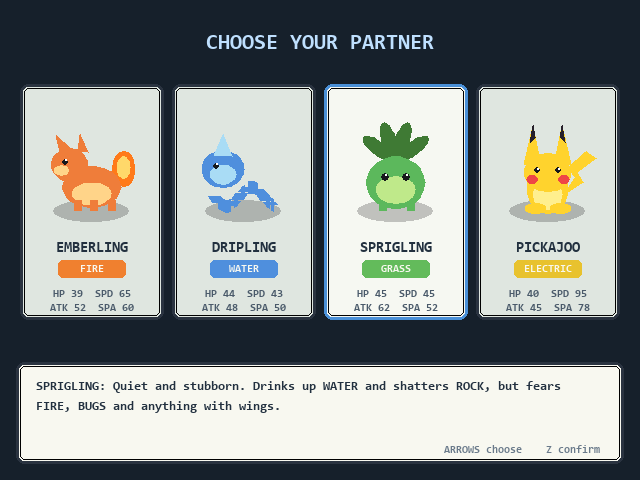 CHOOSE YOUR PARTNER
EMBERLING
FIRE
HP 39 SPD 65
ATK 52 SPA 60
DRIPLING
WATER
HP 44 SPD 43
ATK 48 SPA 50
SPRIGLING
GRASS
HP 45 SPD 45
ATK 62 SPA 52
PICKAJOO
ELECTRIC
HP 40 SPD 95
ATK 45 SPA 78
SPRIGLING: Quiet and stubborn. Drinks up WATER and shatters ROCK, but fears
FIRE, BUGS and anything with wings.
ARROWS choose Z confirm